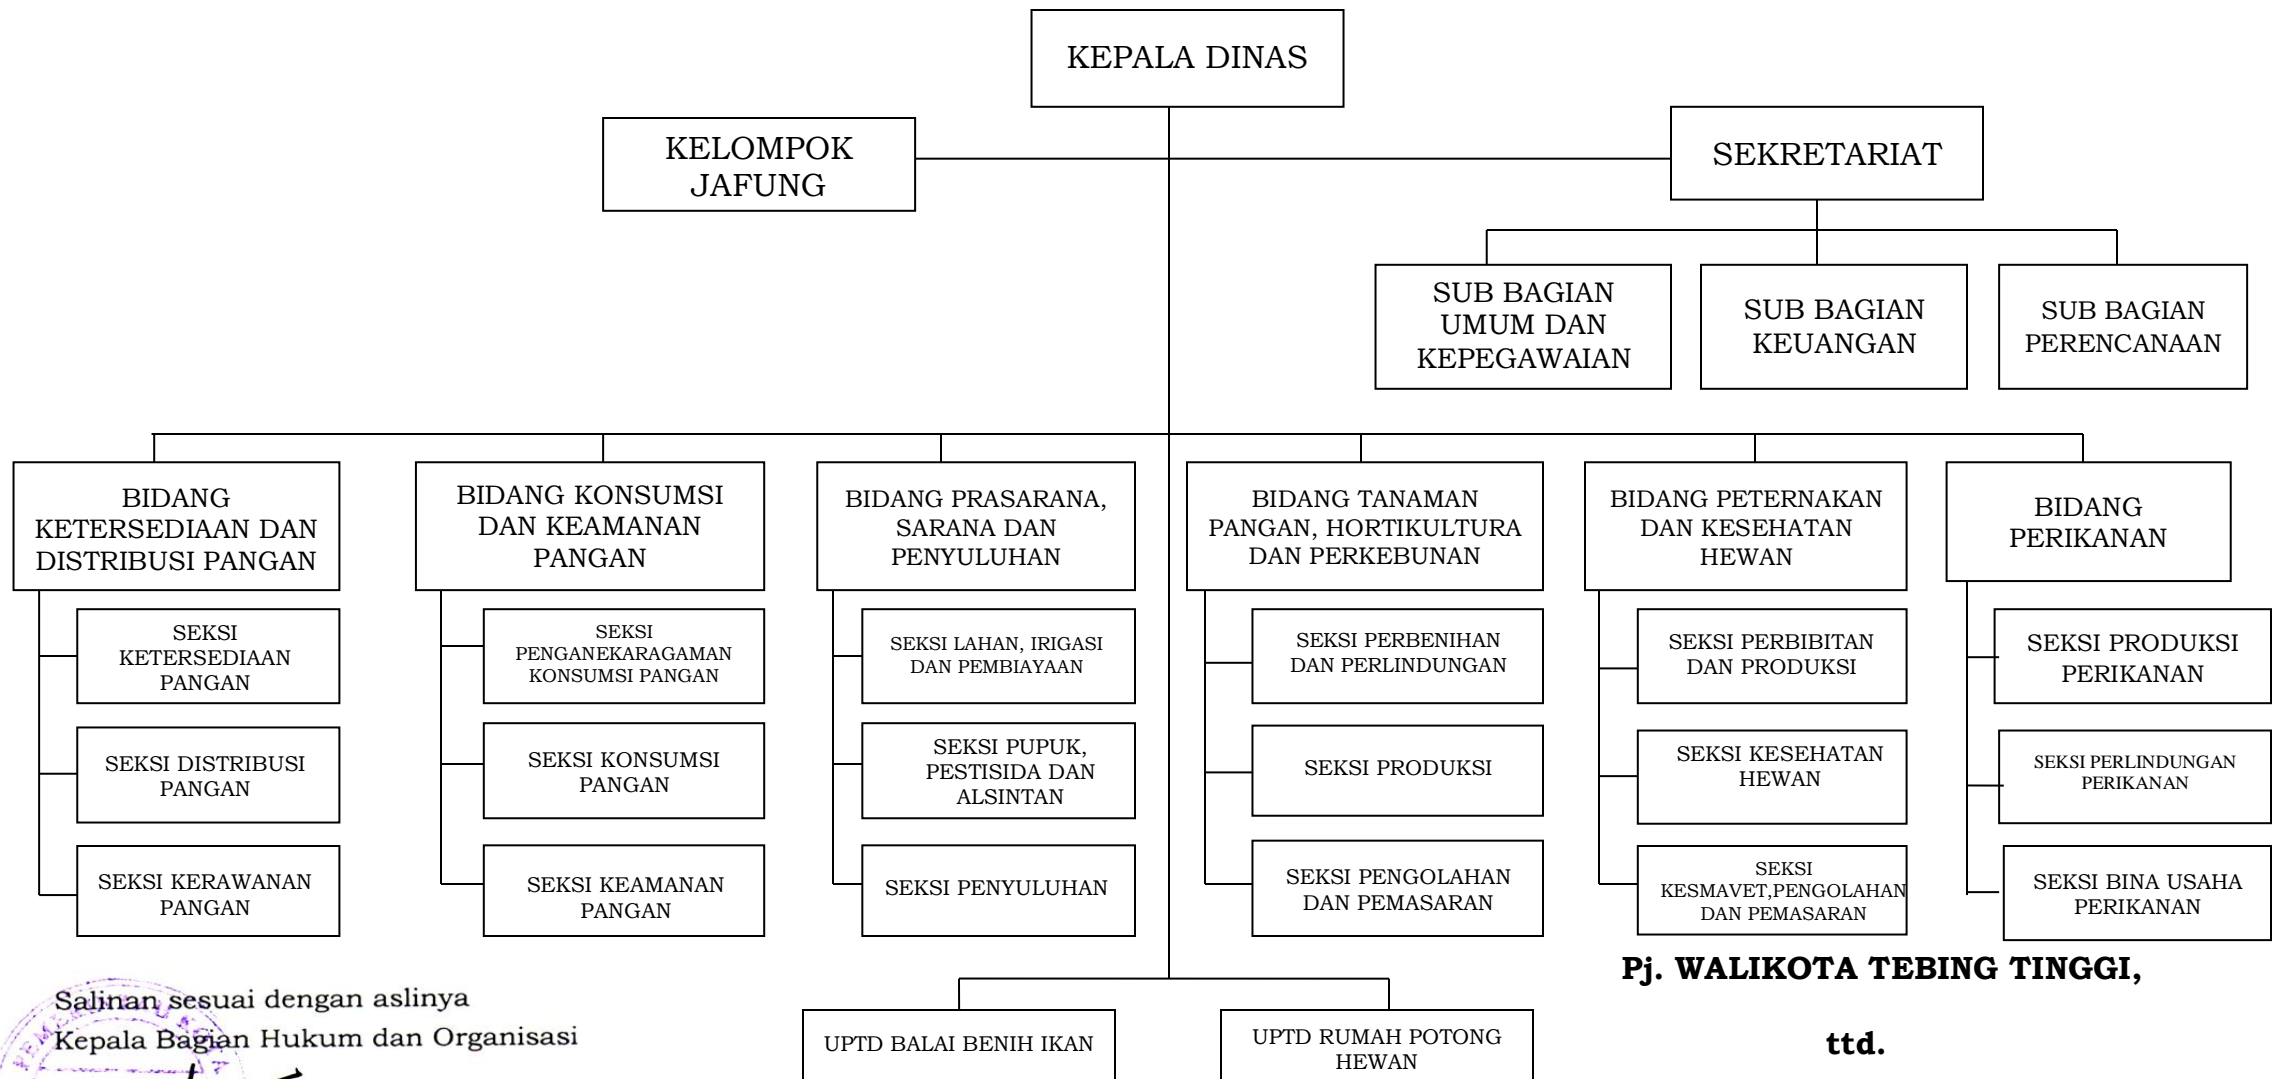 KEPALA DINAS
KELOMPOK
JAFUNG
SEKRETARIAT
SUB BAGIAN
UMUM DAN
KEPEGAWAIAN
SUB BAGIAN
KEUANGAN
SUB BAGIAN
PERENCANAAN
BIDANG
KETERSEDIAAN DAN
DISTRIBUSI PANGAN
BIDANG KONSUMSI
DAN KEAMANAN
PANGAN
BIDANG PRASARANA,
SARANA DAN
PENYULUHAN
BIDANG TANAMAN
PANGAN, HORTIKULTURA
DAN PERKEBUNAN
BIDANG PETERNAKAN
DAN KESEHATAN
HEWAN
BIDANG
PERIKANAN
SEKSI
KETERSEDIAAN
PANGAN
SEKSI
PENGANEKARAGAMAN
KONSUMSI PANGAN
SEKSI LAHAN, IRIGASI
DAN PEMBIAYAAN
SEKSI PERBENIHAN
DAN PERLINDUNGAN
SEKSI PERBIBITAN
DAN PRODUKSI
SEKSI PRODUKSI
PERIKANAN
SEKSI DISTRIBUSI
PANGAN
SEKSI KONSUMSI
PANGAN
SEKSI PUPUK,
PESTISIDA DAN
ALSINTAN
SEKSI PRODUKSI
SEKSI KESEHATAN
HEWAN
SEKSI PERLINDUNGAN
PERIKANAN
SEKSI KERAWANAN
PANGAN
SEKSI KEAMANAN
PANGAN
SEKSI PENYULUHAN
SEKSI PENGOLAHAN
DAN PEMASARAN
SEKSI
KESMAVET,PENGOLAHAN
DAN PEMASARAN
SEKSI BINA USAHA
PERIKANAN
UPTD BALAI BENIH IKAN
UPTD RUMAH POTONG
HEWAN
Pj. WALIKOTA TEBING TINGGI,
ttd.
Salinan sesuai dengan aslinya
Kepala Bagian Hukum dan Organisasi